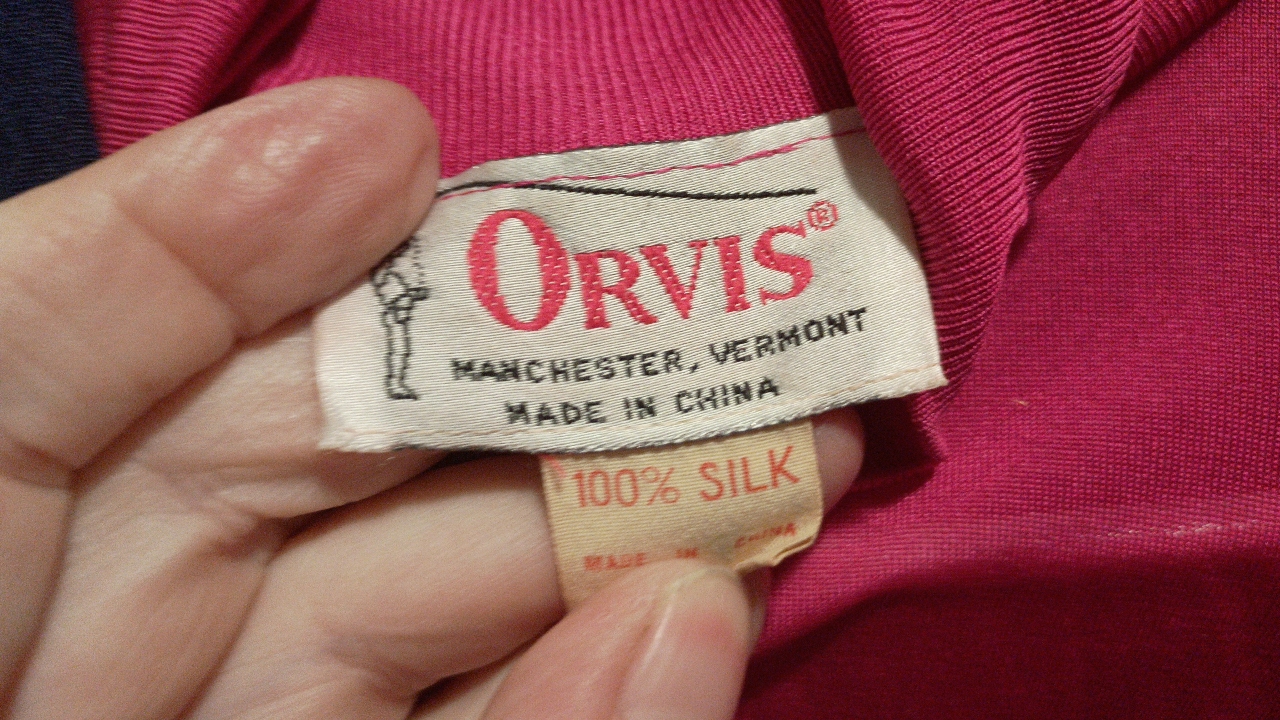 ORVIS®
MANCHESTER, VERMONT
MADE IN CHINA
100% SILK
MADE IN CHINA